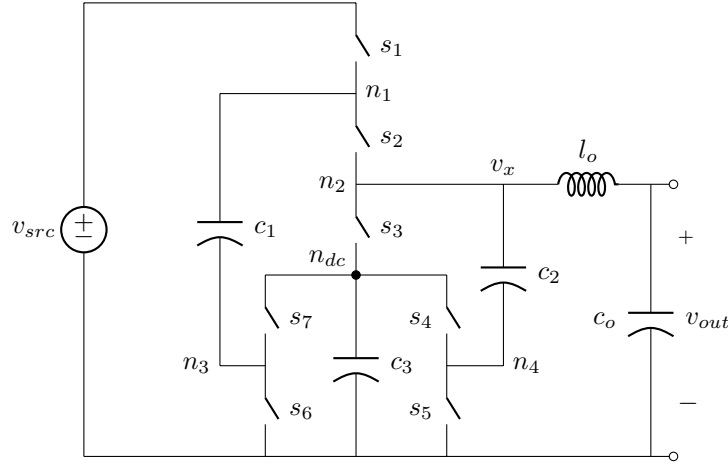 s1
n1
s2
lo
vx
n2
vsrc
+
−
c1
s3
+
ndc
c2
s7
s4
co
vout
n3
c3
n4
s6
s5
−